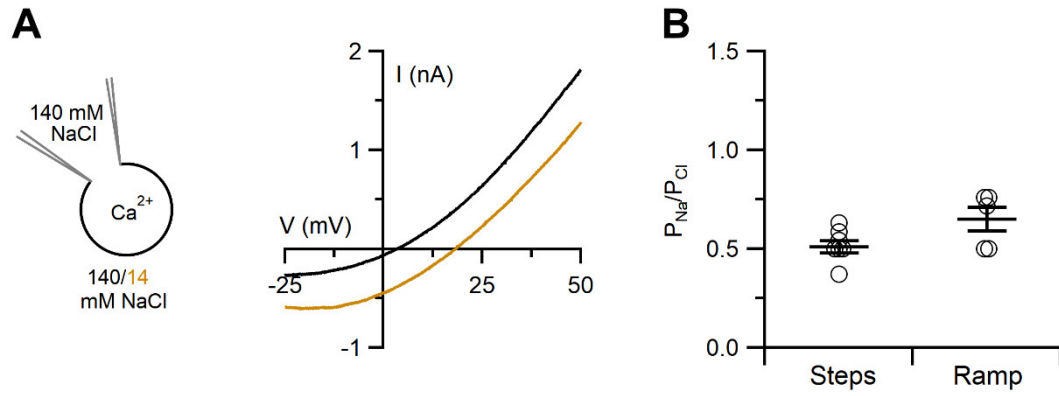 A
140 mM
NaCl
Ca2+
140/14
mM NaCl
2
I (nA)
1
V (mV)
-25
25
50
-1
B
1.5
1.0
0.5
0.0
PNa/PCl
Steps
Ramp